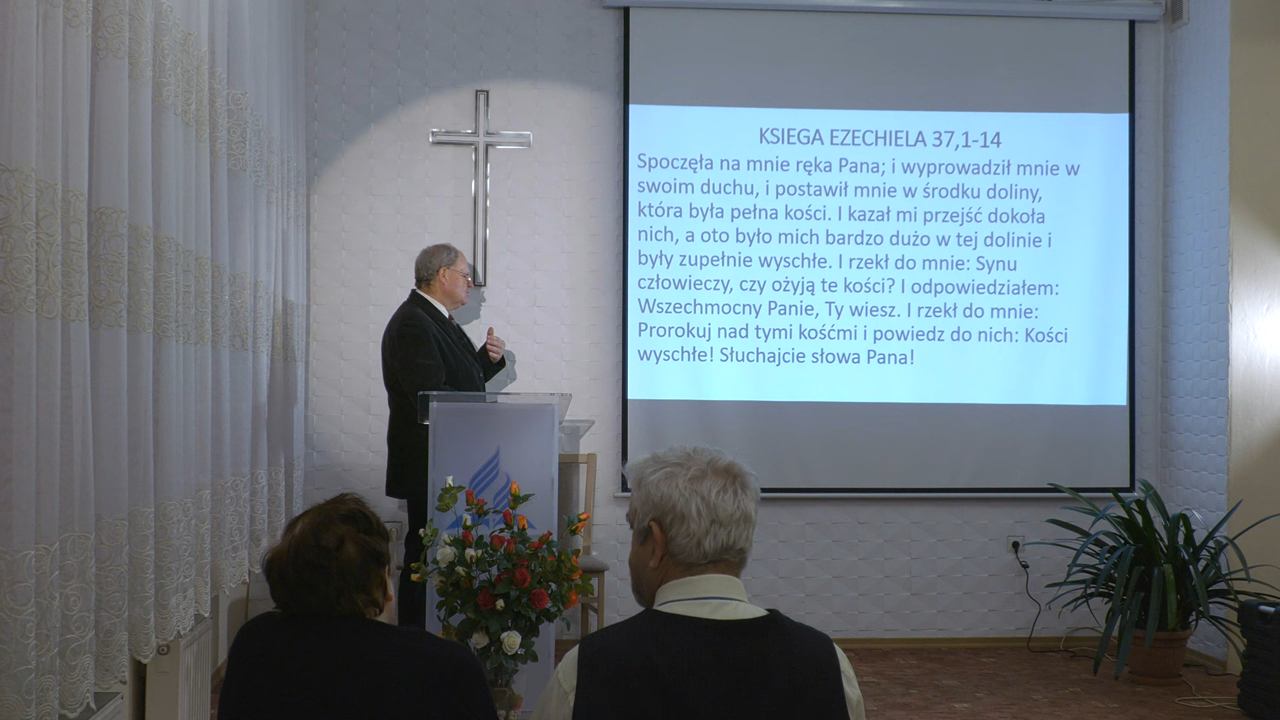 KSIEGA EZECHIELA 37,1-14
Spoczęła na mnie ręka Pana; i wyprowadził mnie w
swoim duchu, i postawił mnie w środku doliny,
która była pełna kości. I kazał mi przejść dokoła
nich, a oto było mich bardzo dużo w tej dolinie i
były zupełnie wyschłe. I rzekł do mnie: Synu
człowieczy, czy ożyją te kości? I odpowiedziałem:
Wszechmocny Panie, Ty wiesz. I rzekł do mnie:
Prorokuj nad tymi kośćmi i powiedz do nich: Kości
wyschłe! Słuchajcie słowa Pana!